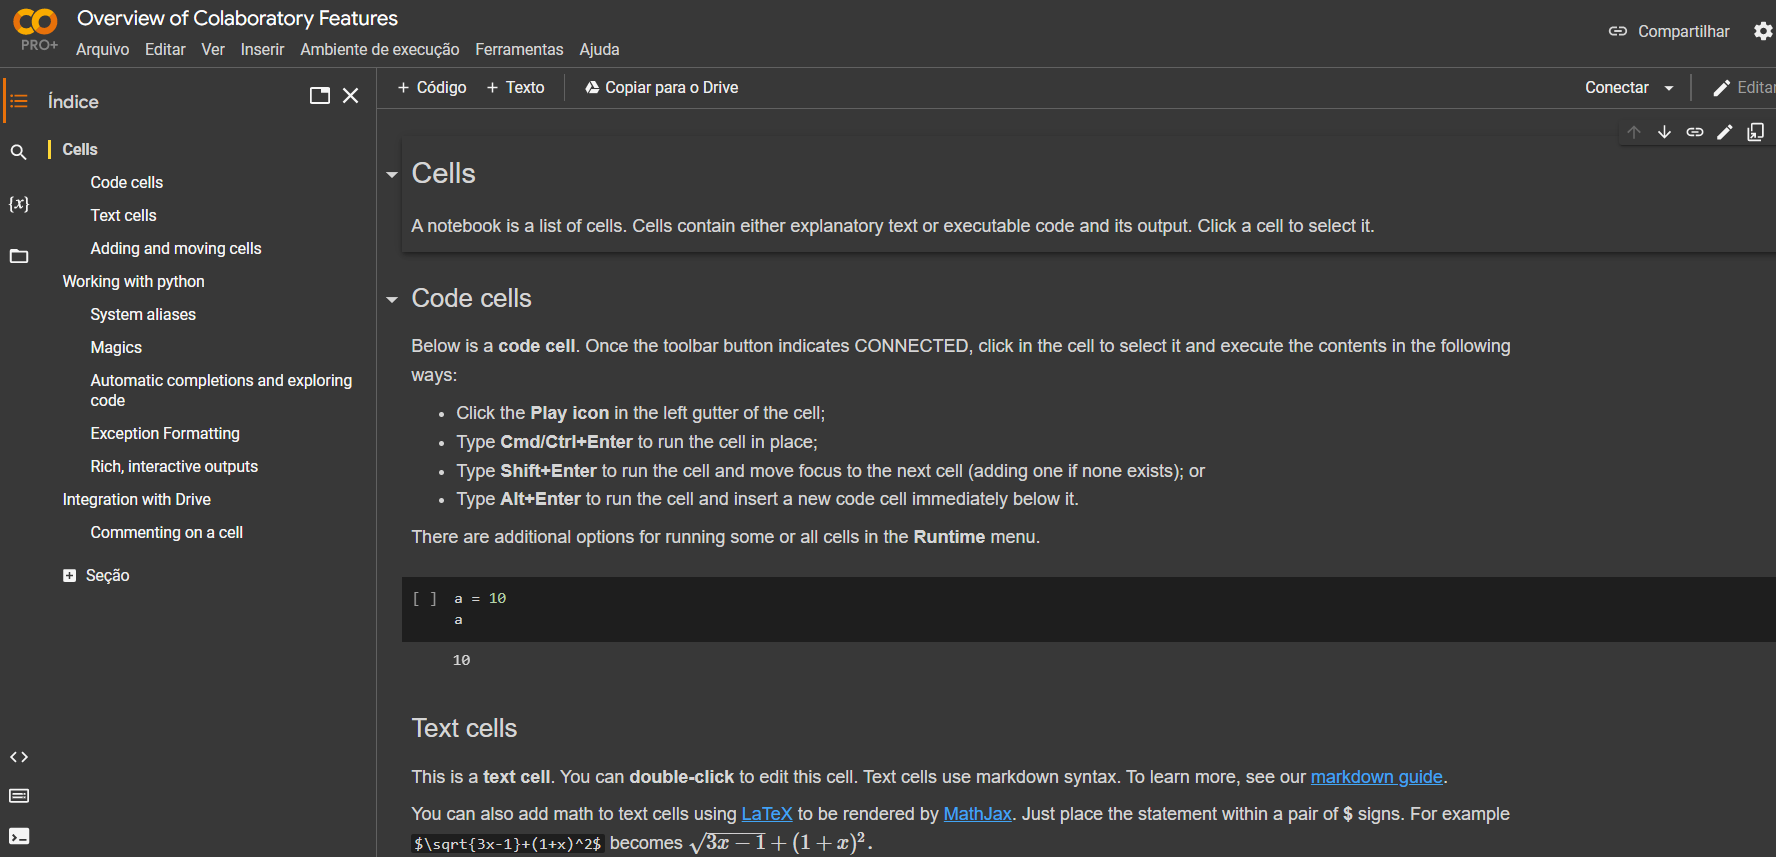 Overview of Colaboratory Features
PRO+
Arquivo Editar Ver Inserir Ambiente de execução Ferramentas Ajuda
Compartilhar
Índice
Cells
Code cells
Text cells
Adding and moving cells
Working with python
System aliases
Magics
Automatic completions and exploring
code
Exception Formatting
Rich, interactive outputs
Integration with Drive
Commenting on a cell
Seção
+ Código + Texto Copiar para o Drive
Conectar Editar
Cells
A notebook is a list of cells. Cells contain either explanatory text or executable code and its output. Click a cell to select it.
Code cells
Below is a code cell. Once the toolbar button indicates CONNECTED, click in the cell to select it and execute the contents in the following
ways:
• Click the Play icon in the left gutter of the cell;
• Type Cmd/Ctrl+Enter to run the cell in place;
• Type Shift+Enter to run the cell and move focus to the next cell (adding one if none exists); or
• Type Alt+Enter to run the cell and insert a new code cell immediately below it.
There are additional options for running some or all cells in the Runtime menu.
[ ] a = 10
a
10
Text cells
This is a text cell. You can double-click to edit this cell. Text cells use markdown syntax. To learn more, see our markdown guide.
You can also add math to text cells using LaTeX to be rendered by MathJax. Just place the statement within a pair of $ signs. For example
$\sqrt{3x-1}+(1+x)^2$ becomes √3x − 1 + (1 + x)².